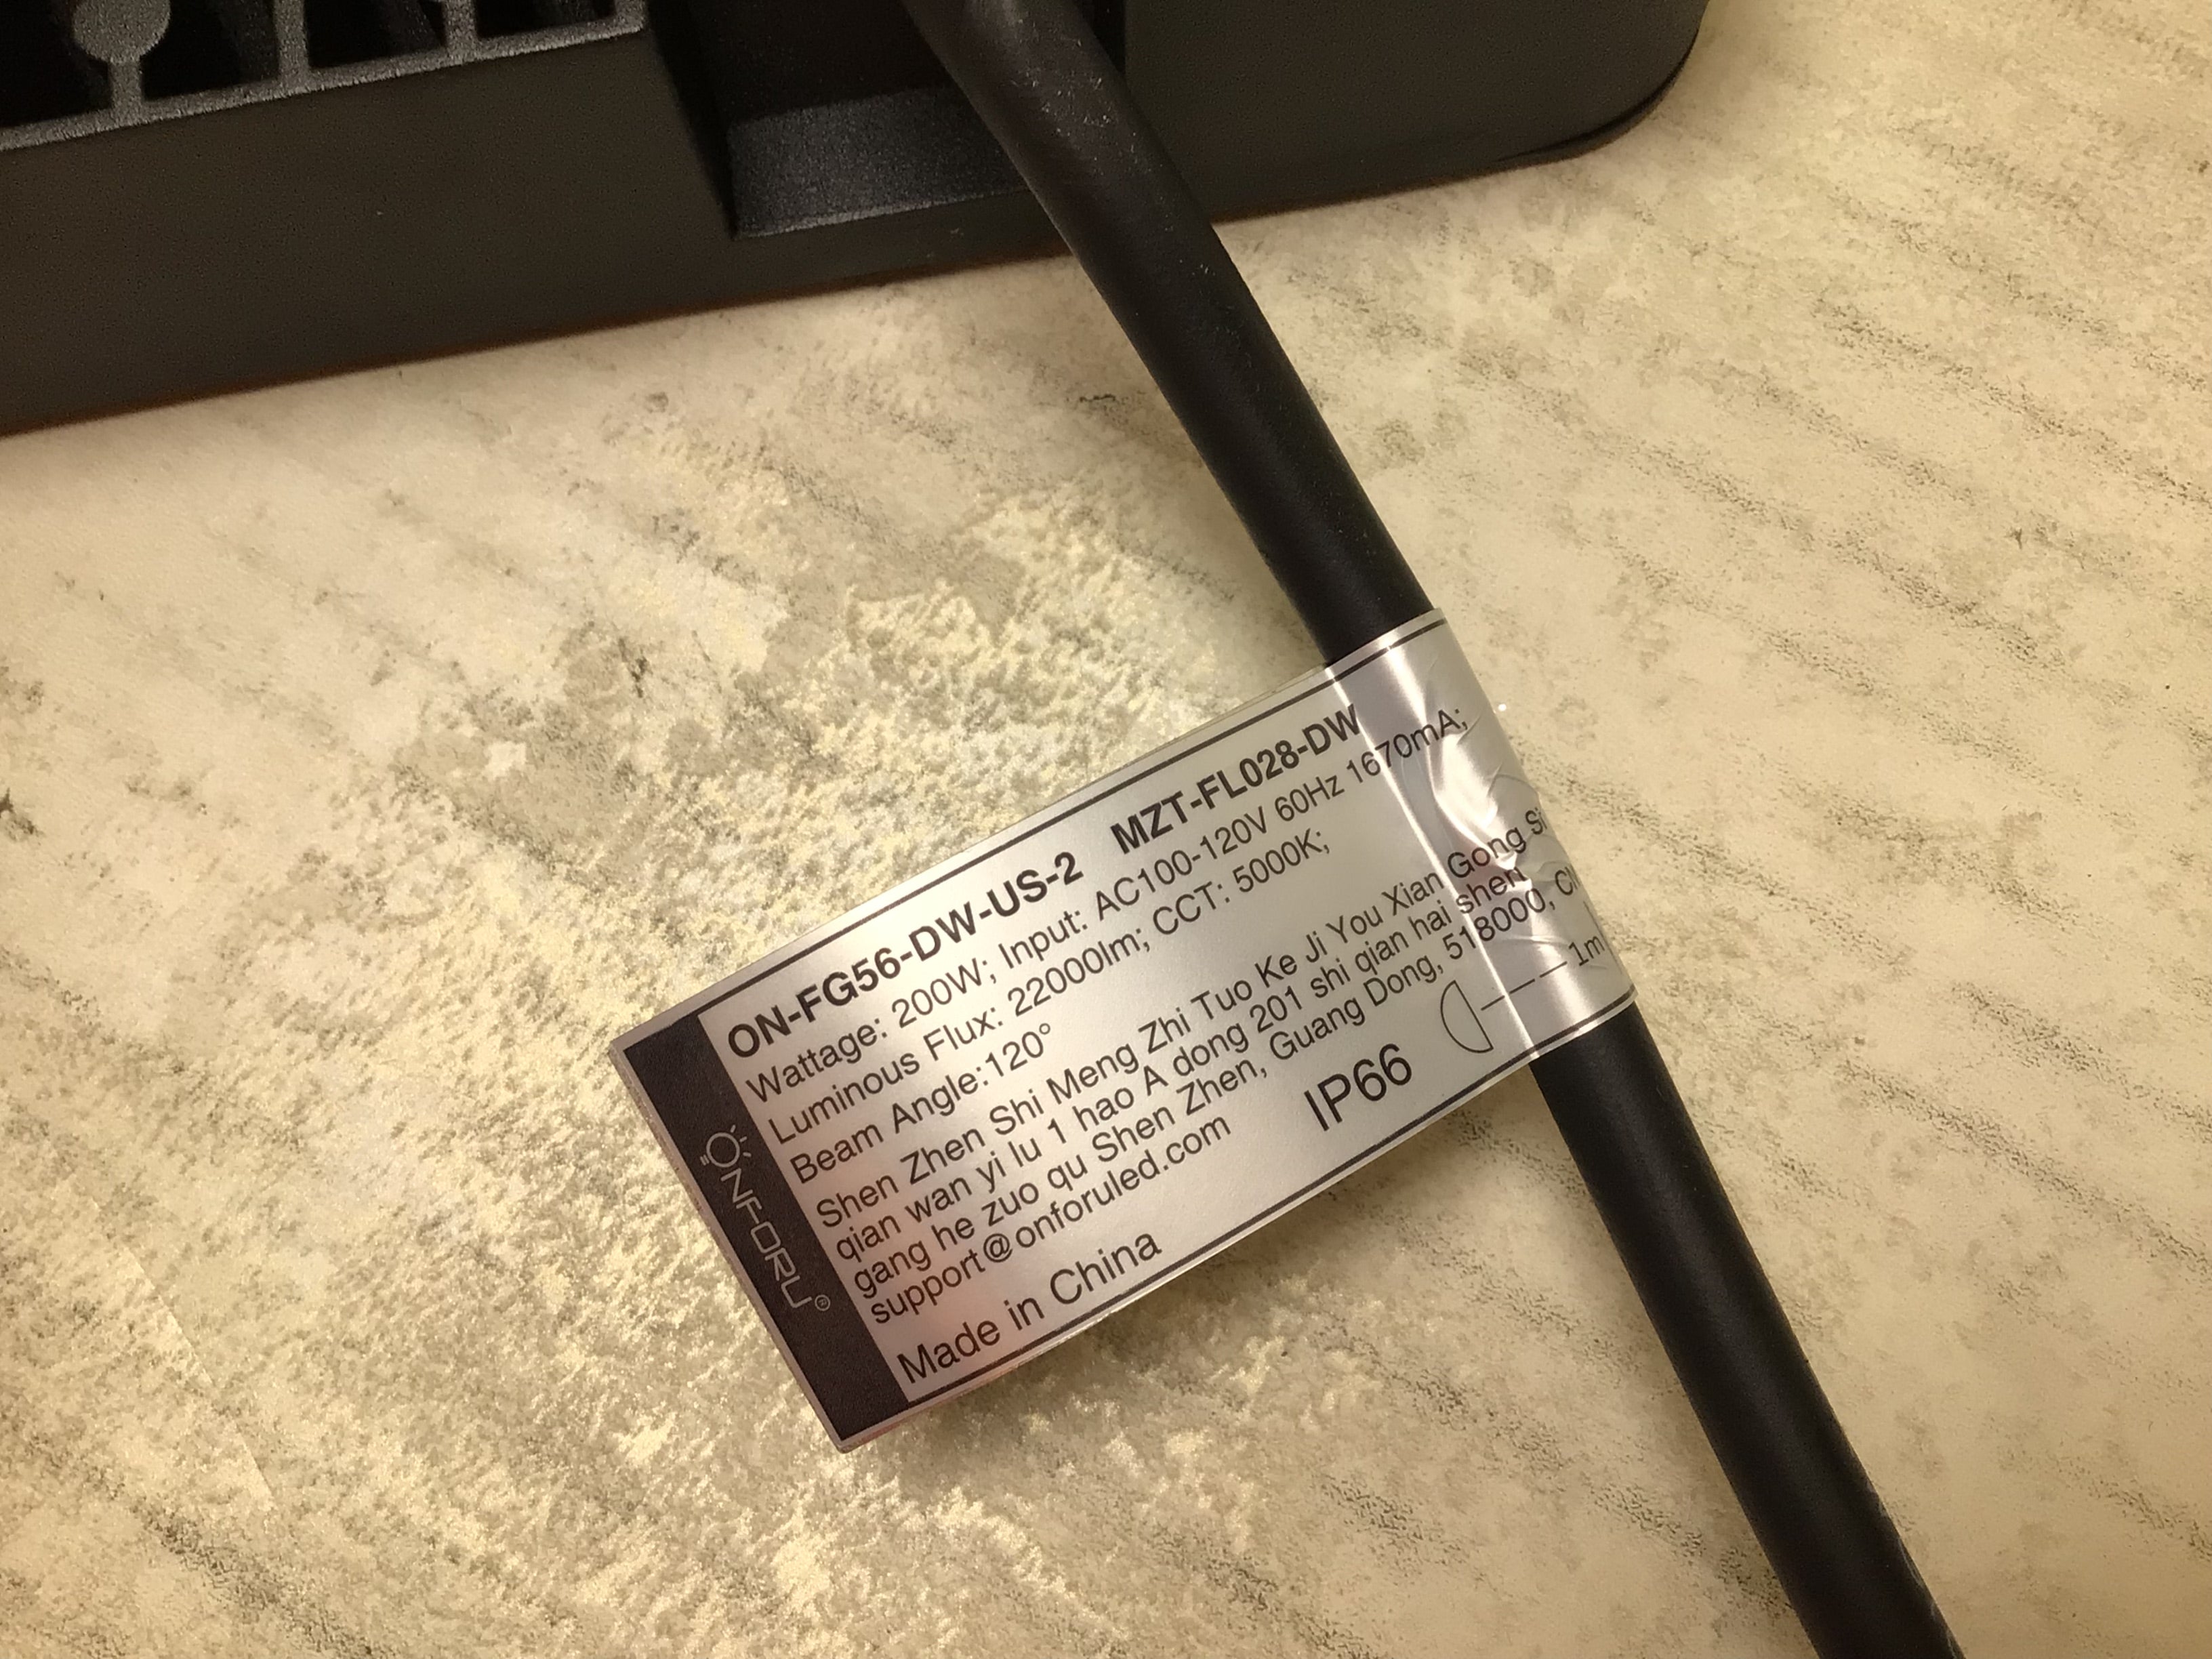 ON-FG56-DW-US-2 MZT-FL028-DW
Wattage: 200W; Input: AC100-120V 60Hz 1670mA;
Luminous Flux: 22000lm; CCT: 5000K;
Beam Angle:120°
Shen Zhen Shi Meng Zhi Tuo Ke Ji You Xian Gong
qian wan yi lu 1 hao A dong 201 shi qian hai shen
gang he zuo qu Shen Zhen, Guang Dong, 518000,
support@onforuled.com
IP66
1m
Made in China
ONFORU®